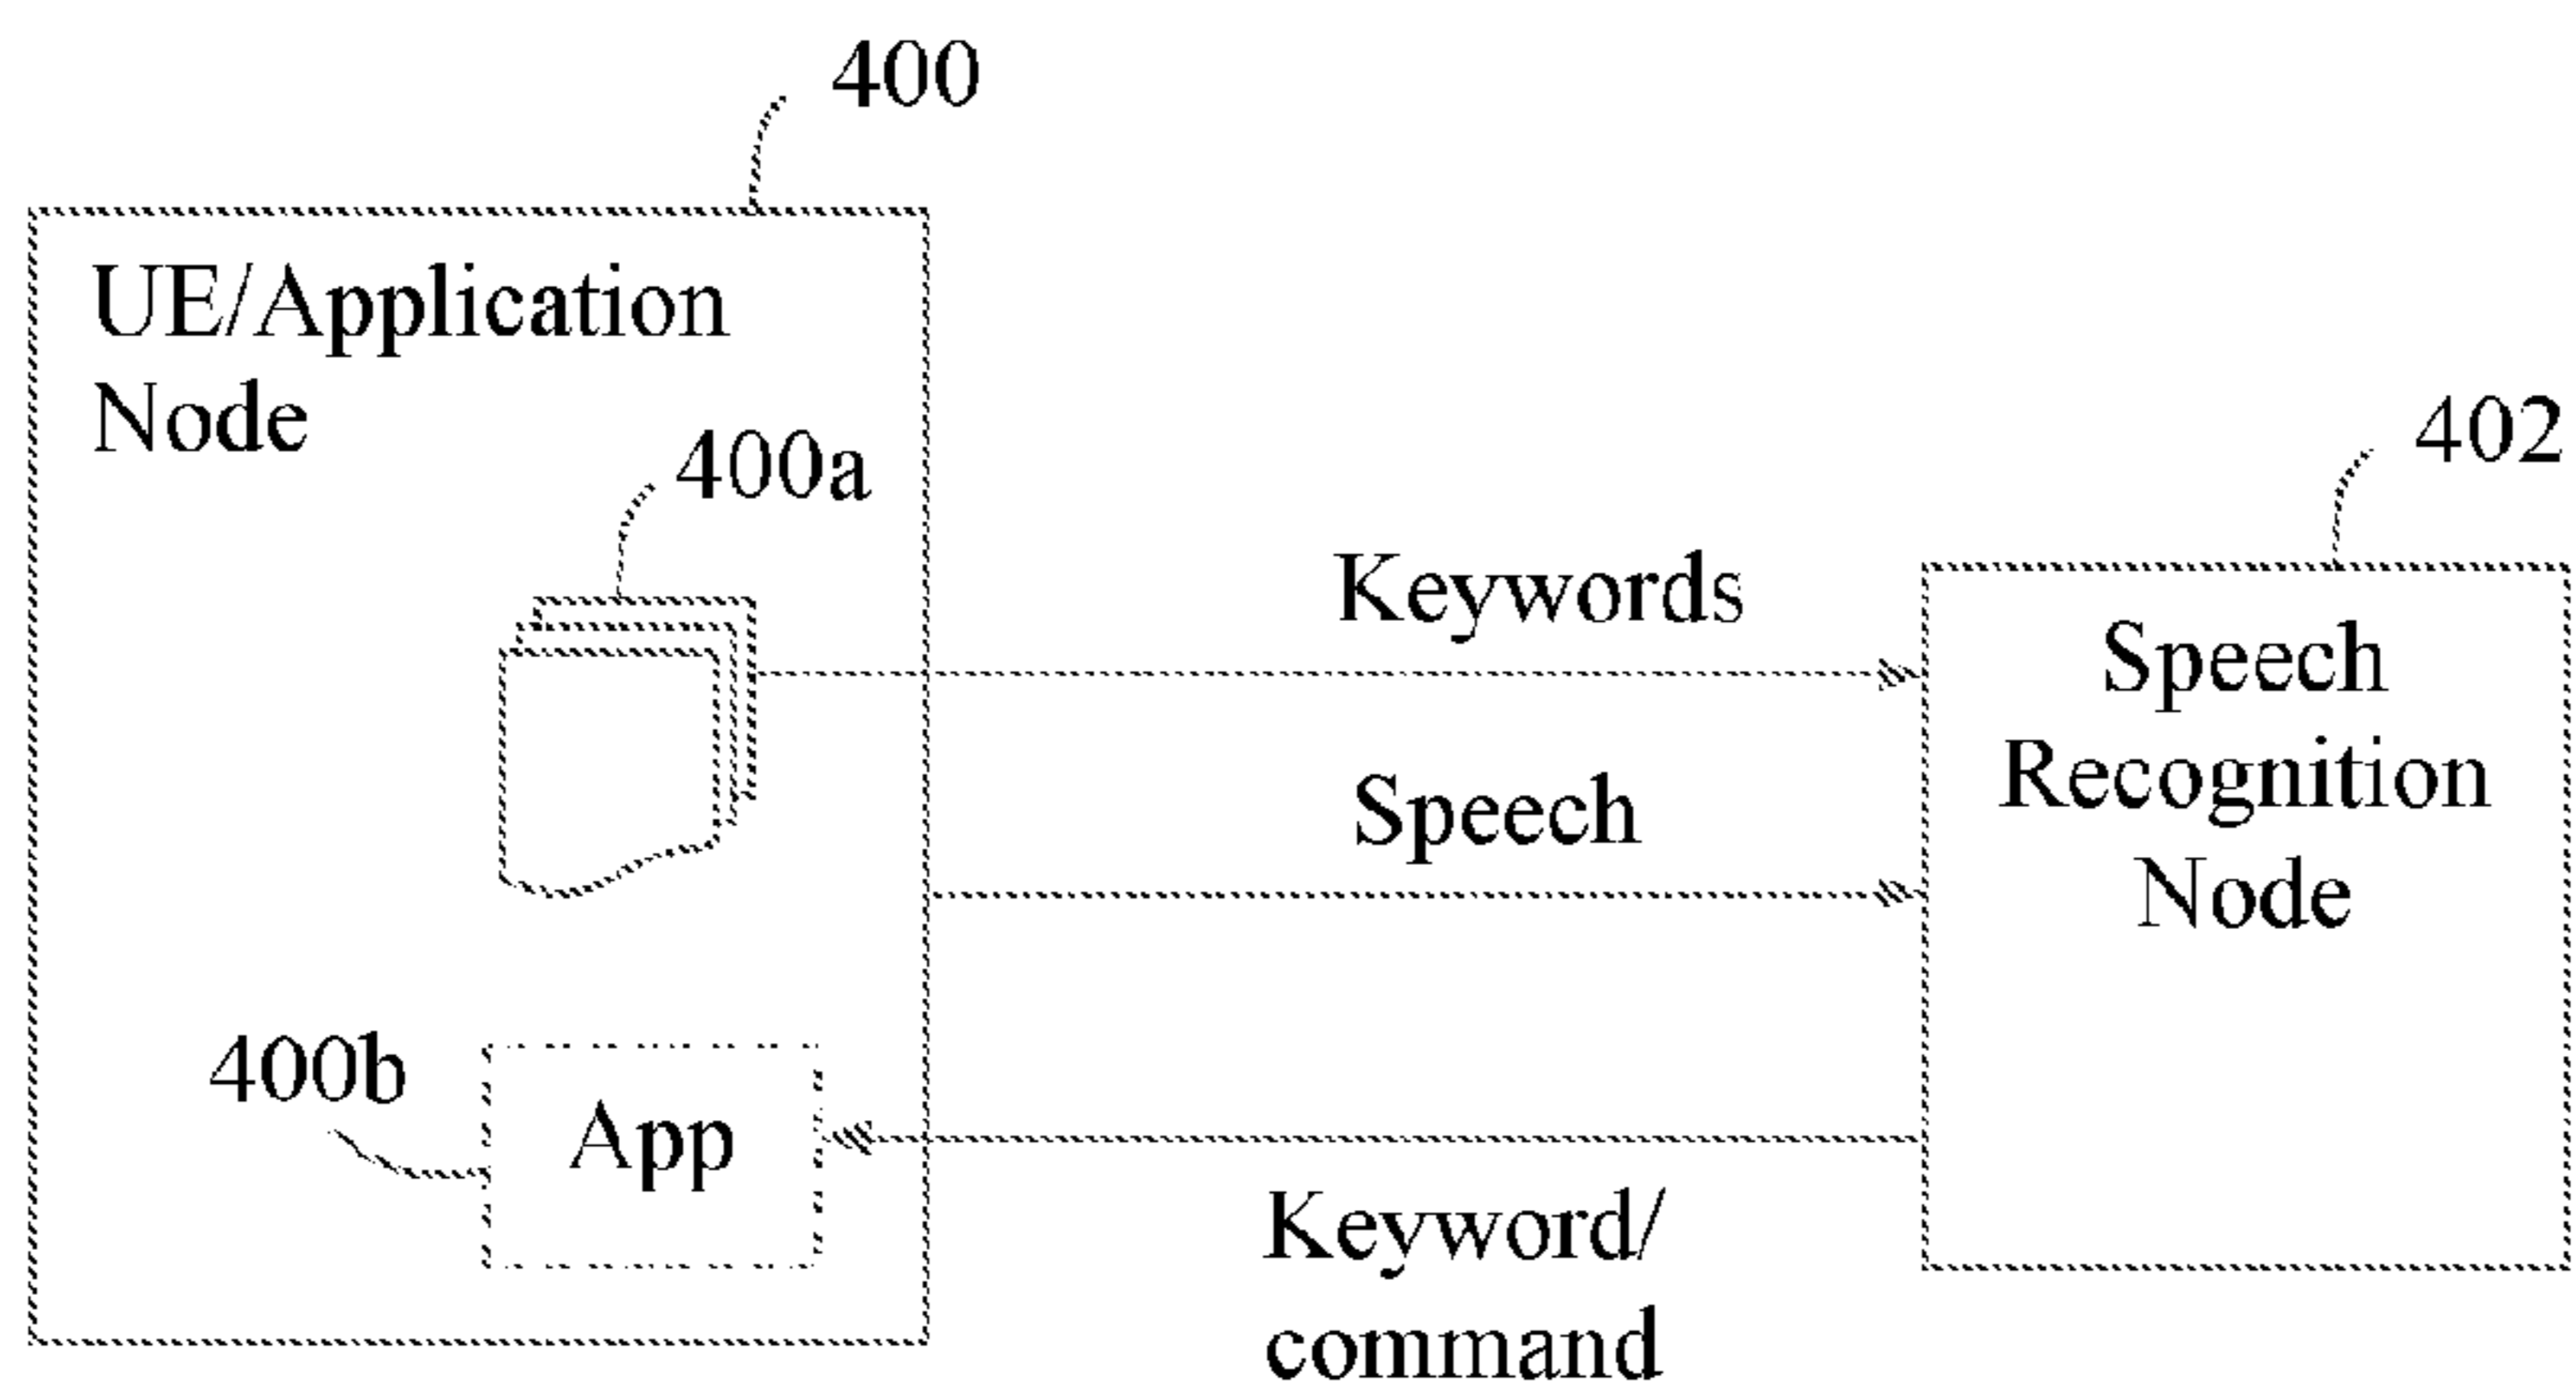 400
UE/Application
Node
400a
402
Keywords
Speech
Recognition
Node
Speech
400b
App
Keyword/
command